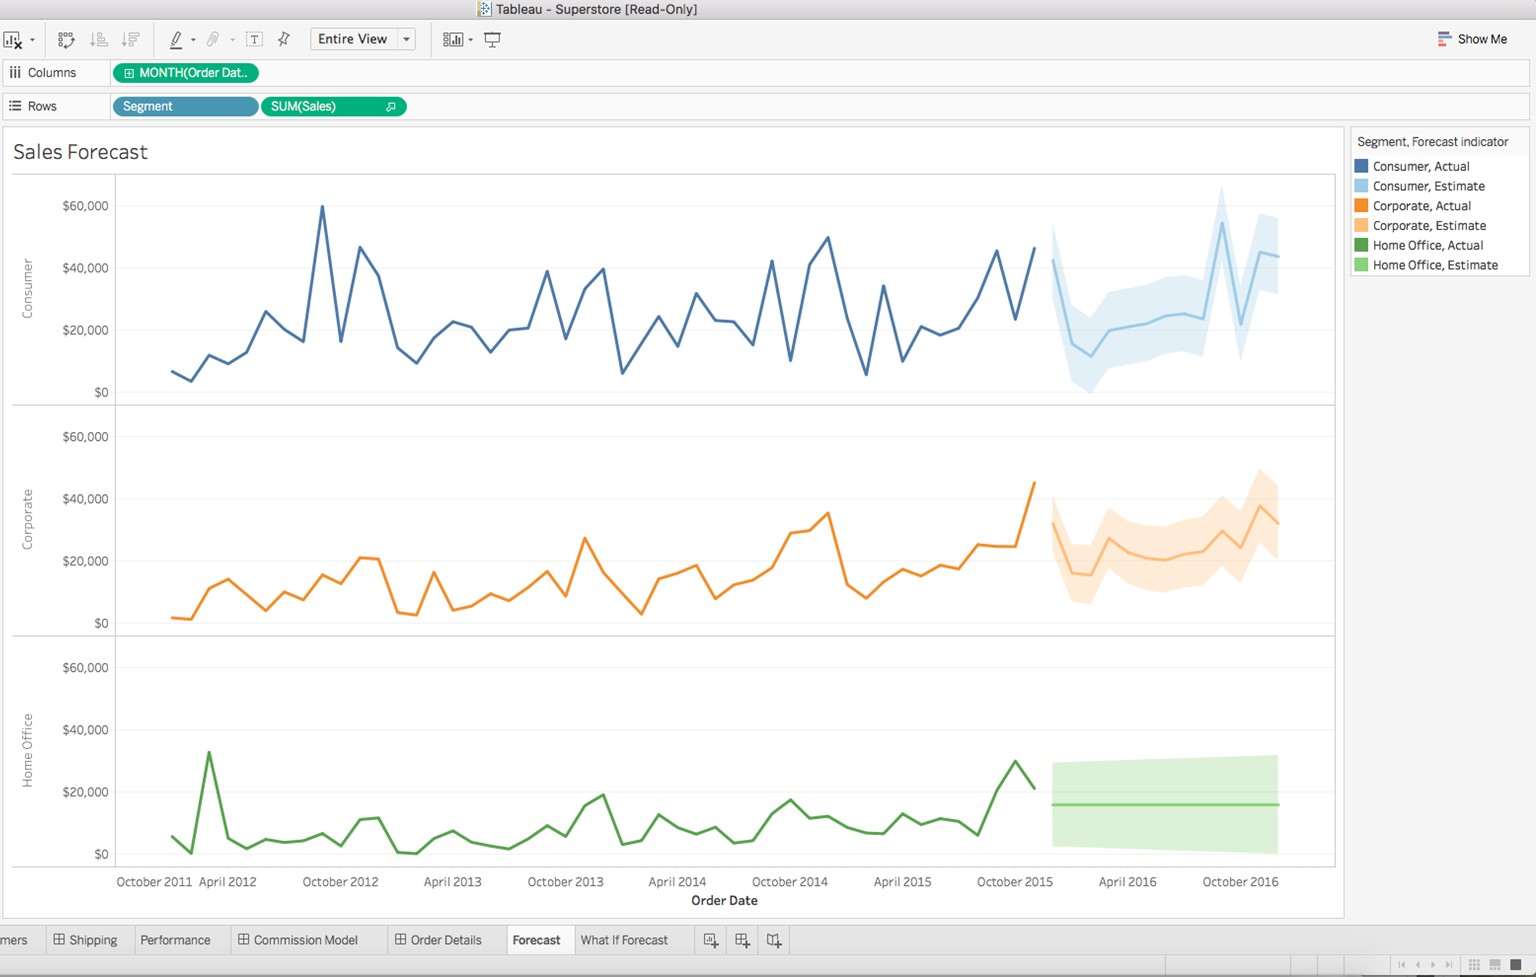 Tableau - Superstore [Read-Only]
Entire View
Show Me
Columns
MONTH(Order Dat..
Rows
Segment
SUM(Sales)
Sales Forecast
Segment, Forecast indicator
Consumer, Actual
Consumer, Estimate
Corporate, Actual
Corporate, Estimate
Home Office, Actual
Home Office, Estimate
Consumer
$60,000
$40,000
$20,000
$0
Corporate
$60,000
$40,000
$20,000
$0
Home Office
$60,000
$40,000
$20,000
$0
October 2011 April 2012 October 2012 April 2013 October 2013 April 2014 October 2014 April 2015 October 2015 April 2016 October 2016
Order Date
mers Shipping Performance Commission Model Order Details Forecast What If Forecast